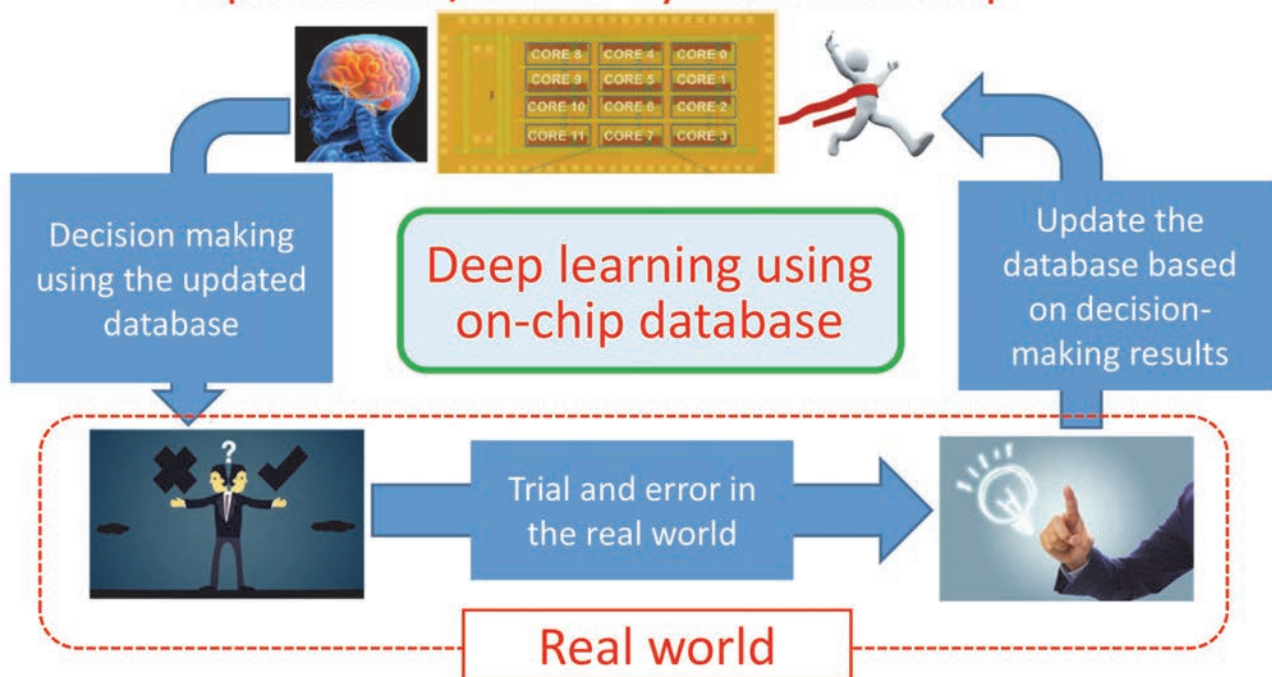 CORE 8 CORE 4 CORE 0
CORE 9 CORE 5 CORE 1
CORE 10 CORE 6 CORE 2
CORE 11 CORE 7 CORE 3
Decision making
using the updated
database
Deep learning using
on-chip database
Update the
database based
on decision-
making results
?
Trial and error in
the real world
Real world